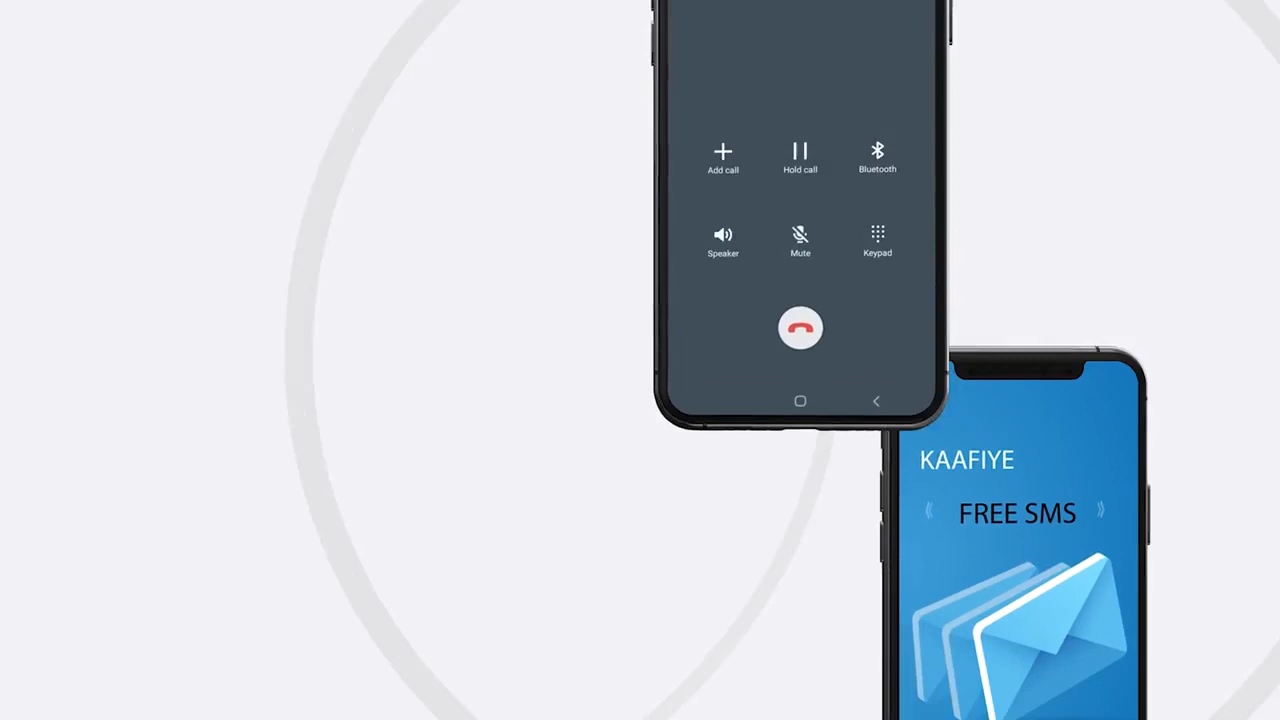 Add call
Hold call
Bluetooth
Speaker
Mute
Keypad
KAAFIYE
FREE SMS